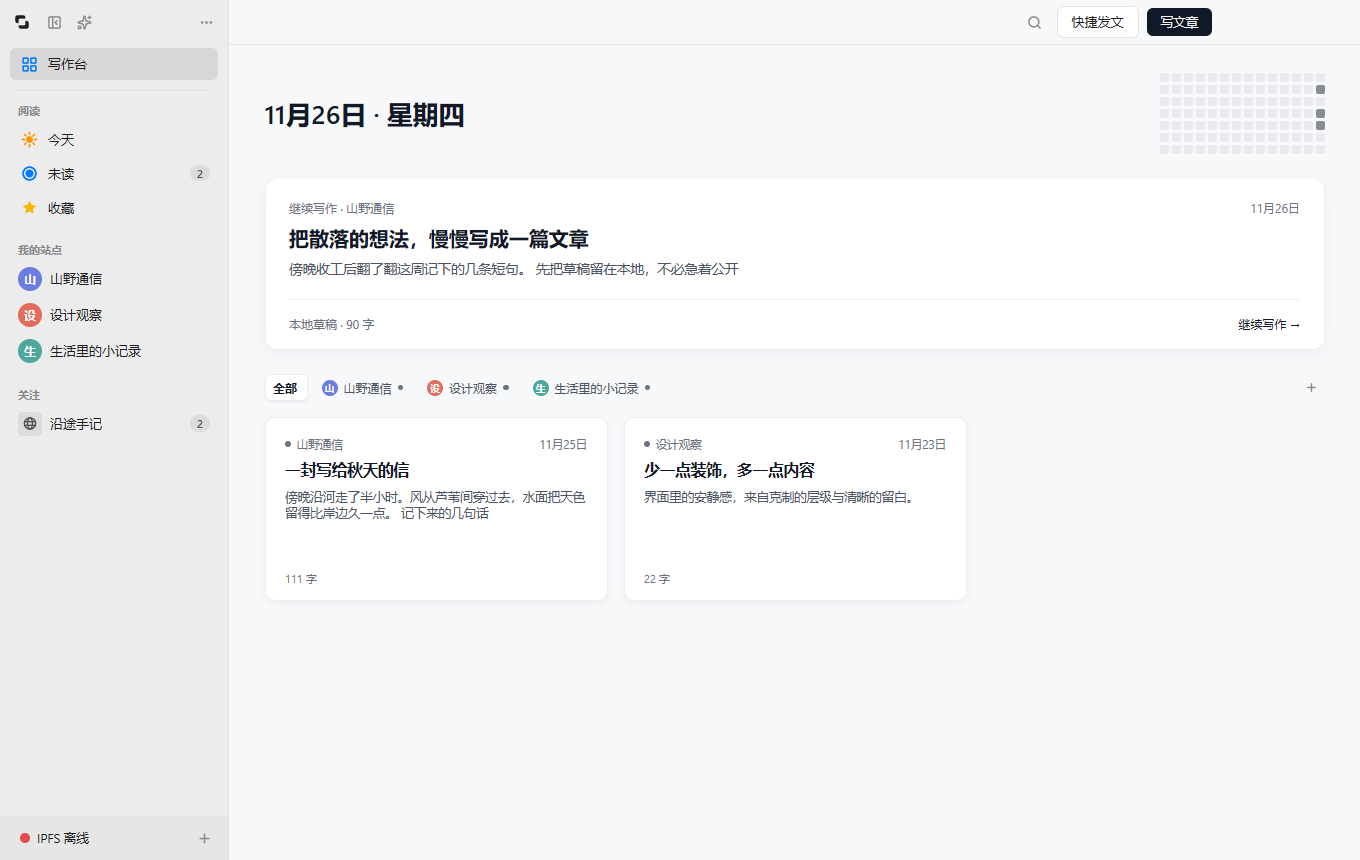 写作台
阅读
今天
未读 2
收藏
我的站点
山 山野通信
设 设计观察
生 生活里的小记录
关注
沿途手记 2
IPFS 离线
快捷发文 写文章
11月26日 · 星期四
继续写作 · 山野通信 11月26日
把散落的想法，慢慢写成一篇文章
傍晚收工后翻了翻这周记下的几条短句。 先把草稿留在本地，不必急着公开
本地草稿 · 90 字 继续写作 →
全部 山 山野通信 设 设计观察 生 生活里的小记录
山野通信 11月25日
一封写给秋天的信
傍晚沿河走了半小时。风从芦苇间穿过去，水面把天色
留得比岸边久一点。 记下来的几句话
111 字
设计观察 11月23日
少一点装饰，多一点内容
界面里的安静感，来自克制的层级与清晰的留白。
22 字